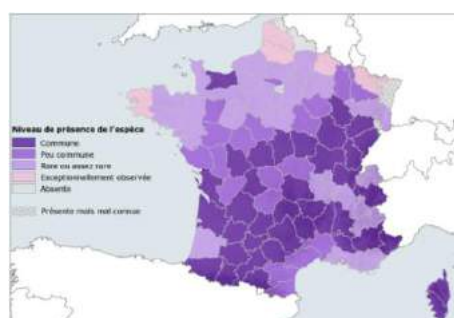 Niveau de présence de l'espèce
Commune
Peu commune
Rare ou assez rare
Exceptionnellement observée
Absente
Présente mais mal connue